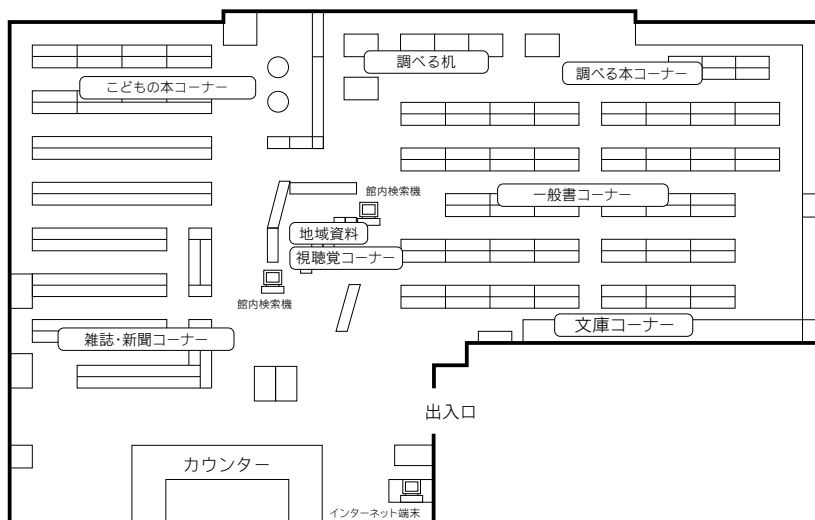 調べる机
調べる本コーナー
こどもの本コーナー
館内検索機
一般書コーナー
地域資料
視聴覚コーナー
館内検索機
文庫コーナー
雑誌・新聞コーナー
出入口
カウンター
インターネット端末